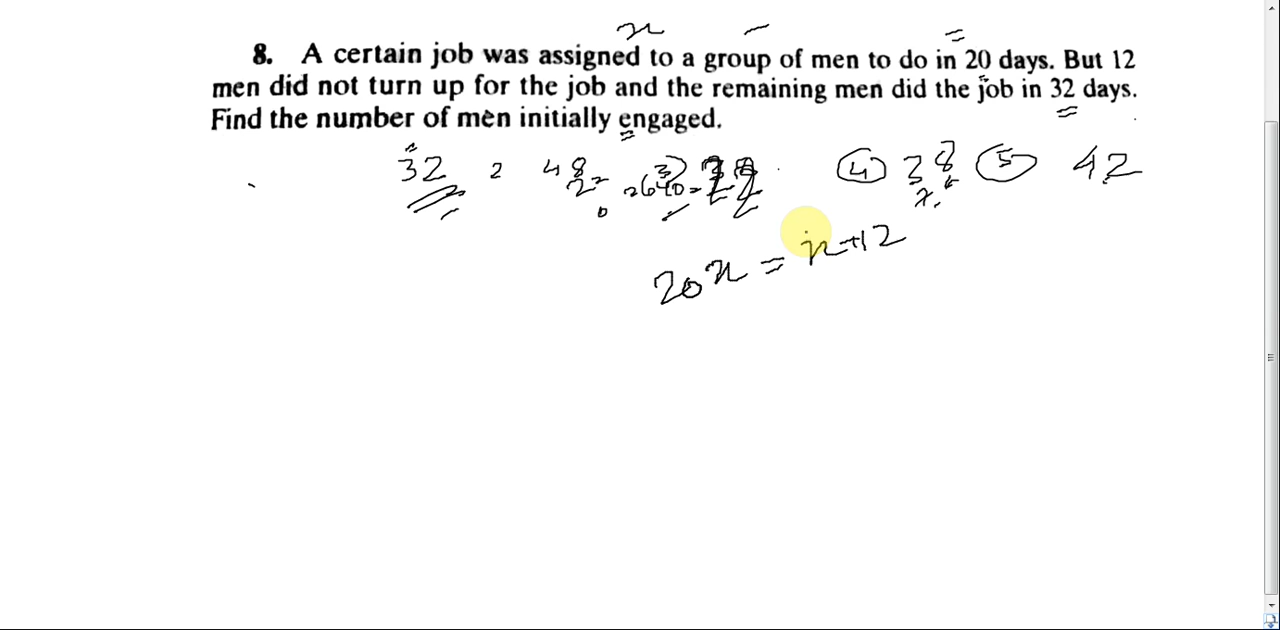 x
8. A certain job was assigned to a group of men to do in 20 days. But 12
men did not turn up for the job and the remaining men did the job in 32 days.
Find the number of men initially engaged.
32 2 48 4 38 5 42
20x = x+12